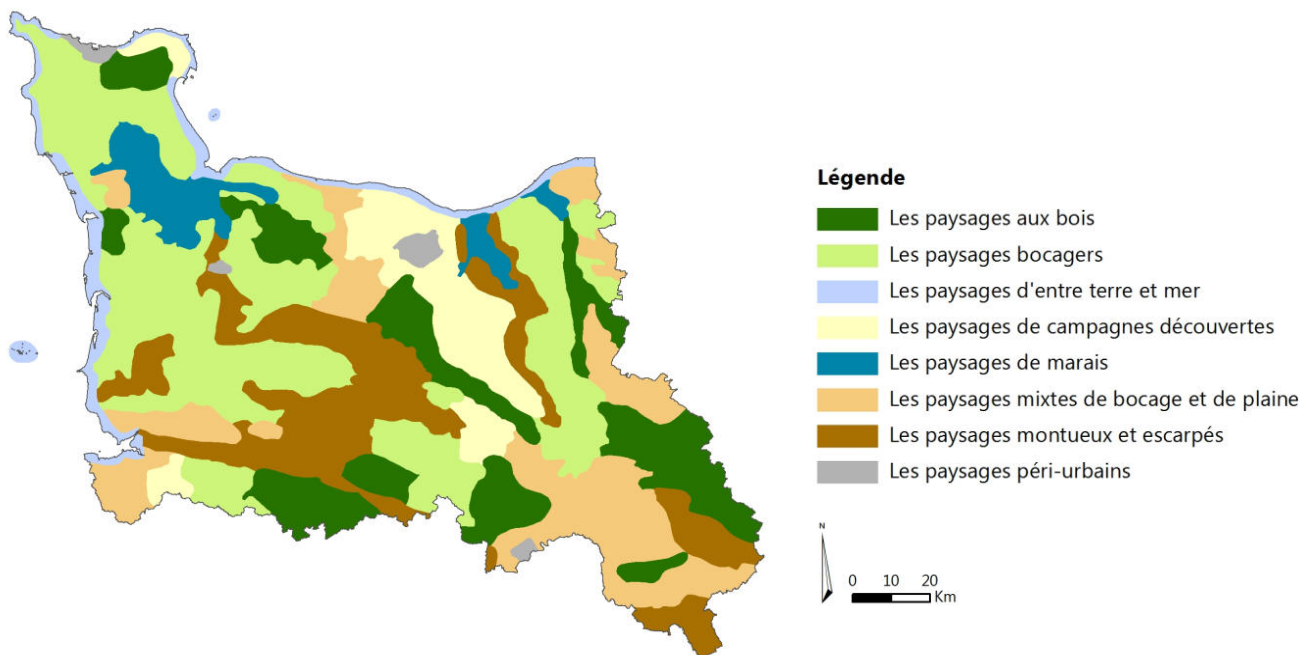 Légende
Les paysages aux bois
Les paysages bocagers
Les paysages d'entre terre et mer
Les paysages de campagnes découvertes
Les paysages de marais
Les paysages mixtes de bocage et de plaine
Les paysages montueux et escarpés
Les paysages péri-urbains
N
0 10 20
Km